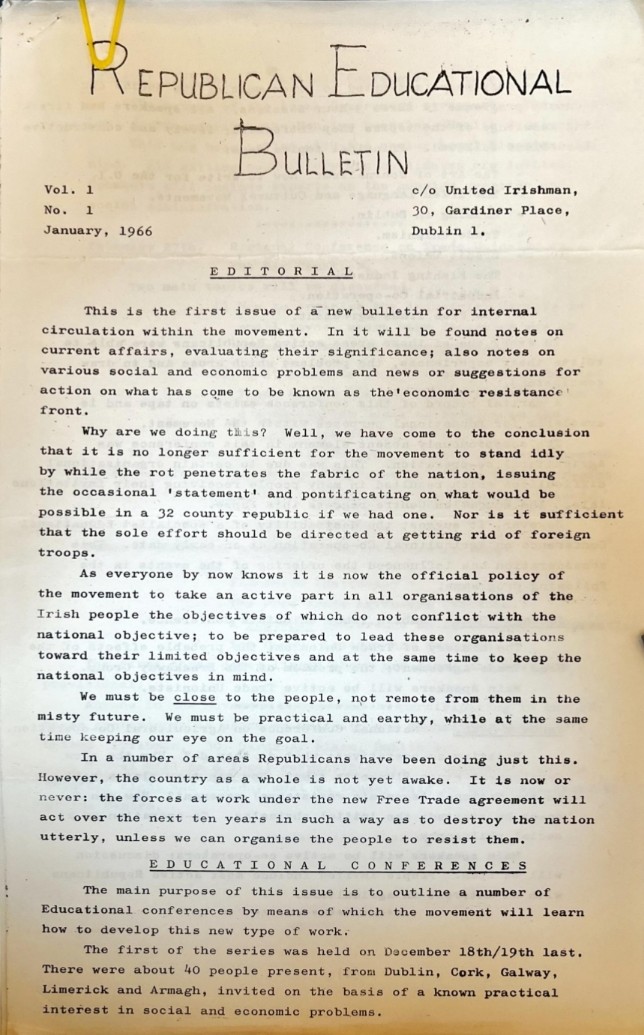 REPUBLICAN EDUCATIONAL
BULLETIN
Vol. 1
No. 1
January, 1966
c/o United Irishman,
30, Gardiner Place,
Dublin 1.
EDITORIAL
This is the first issue of a new bulletin for internal
circulation within the movement. In it will be found notes on
current affairs, evaluating their significance; also notes on
various social and economic problems and news or suggestions for
action on what has come to be known as the 'economic resistance'
front.
Why are we doing this? Well, we have come to the conclusion
that it is no longer sufficient for the movement to stand idly
by while the rot penetrates the fabric of the nation, issuing
the occasional 'statement' and pontificating on what would be
possible in a 32 county republic if we had one. Nor is it sufficient
that the sole effort should be directed at getting rid of foreign
troops.
As everyone by now knows it is now the official policy of
the movement to take an active part in all organisations of the
Irish people the objectives of which do not conflict with the
national objective; to be prepared to lead these organisations
toward their limited objectives and at the same time to keep the
national objectives in mind.
We must be close to the people, not remote from them in the
misty future. We must be practical and earthy, while at the same
time keeping our eye on the goal.
In a number of areas Republicans have been doing just this.
However, the country as a whole is not yet awake. It is now or
never: the forces at work under the new Free Trade agreement will
act over the next ten years in such a way as to destroy the nation
utterly, unless we can organise the people to resist them.
EDUCATIONAL CONFERENCES
The main purpose of this issue is to outline a number of
Educational conferences by means of which the movement will learn
how to develop this new type of work.
The first of the series was held on December 18th/19th last.
There were about 40 people present, from Dublin, Cork, Galway,
Limerick and Armagh, invited on the basis of a known practical
interest in social and economic problems.